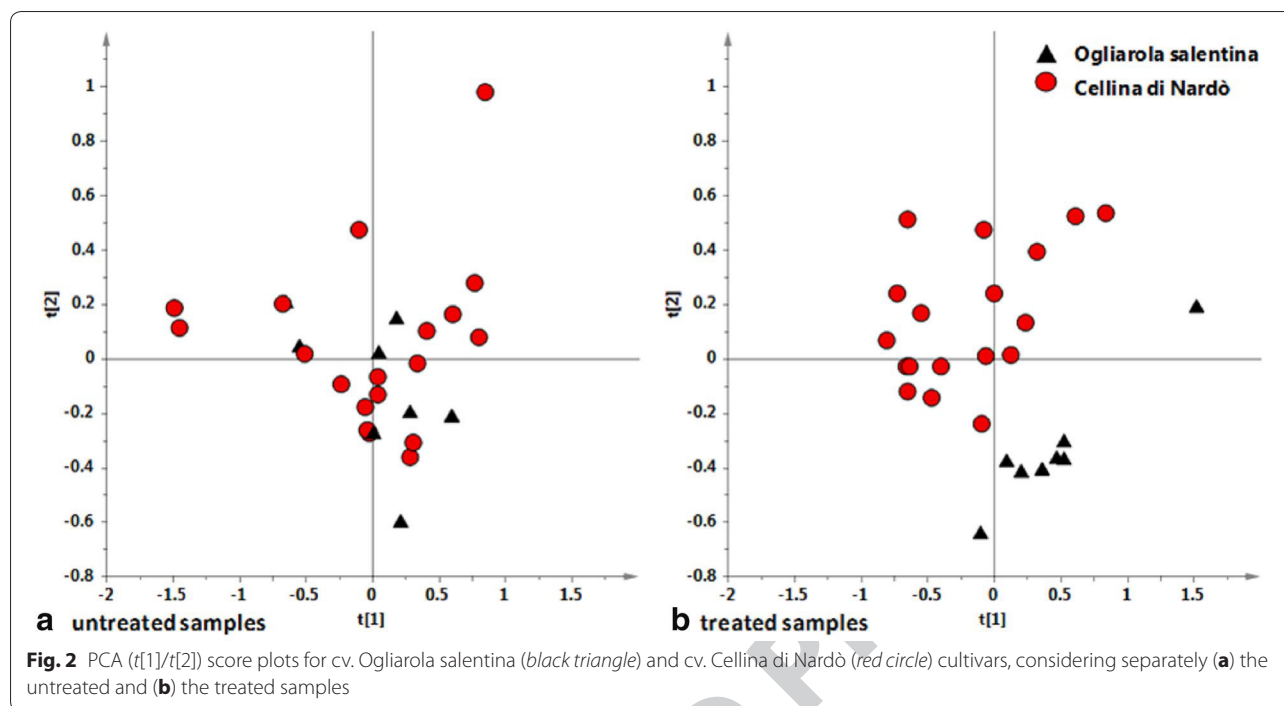 ▲ Ogliarola salentina
Cellina di Nardò
1
0.8
0.6
0.4
0.2
0
-0.2
-0.4
-0.6
-0.8
t[2]
-2 -1.5 -1 -0.5 0 0.5 1 1.5
t[1]
a untreated samples
1
0.8
0.6
0.4
0.2
0
-0.2
-0.4
-0.6
-0.8
t[2]
-2 -1.5 -1 -0.5 0 0.5 1 1.5
t[1]
b treated samples
Fig. 2 PCA (t[1]/t[2]) score plots for cv. Ogliarola salentina (black triangle) and cv. Cellina di Nardò (red circle) cultivars, considering separately (a) the
untreated and (b) the treated samples